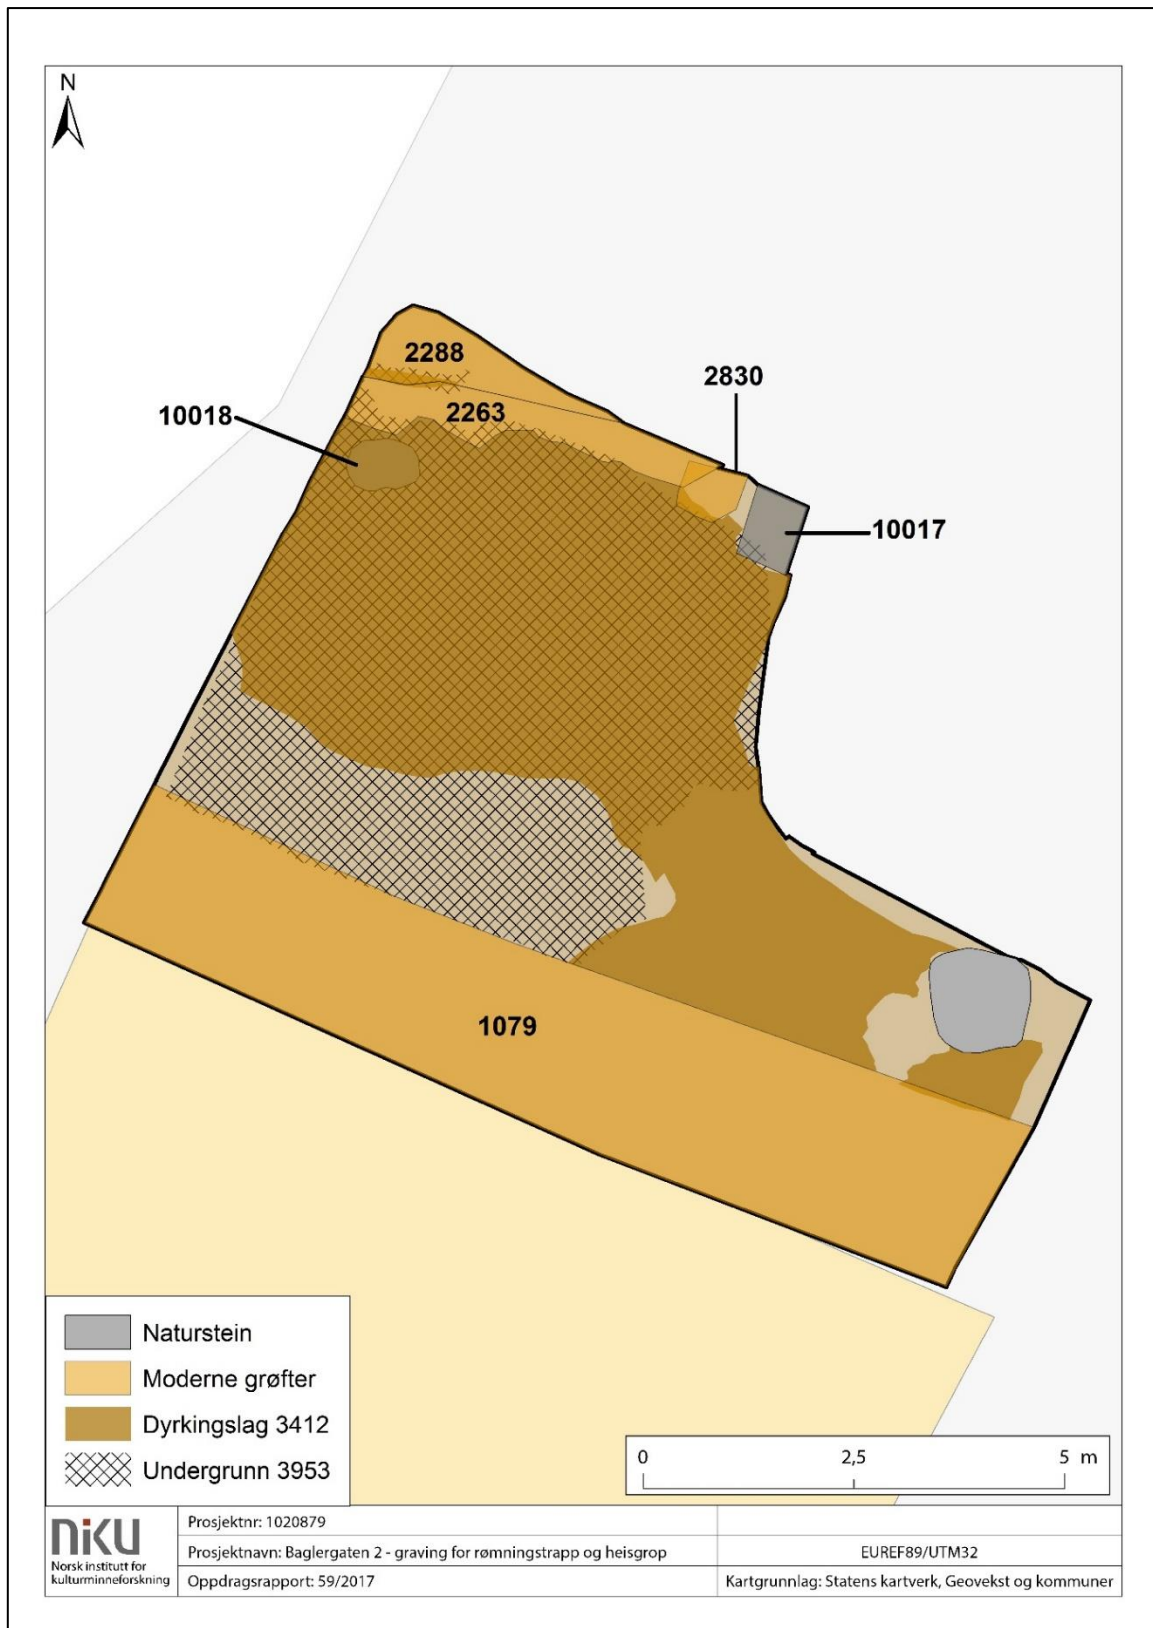 N
2288
2830
2263
10018
10017
1079
Naturstein
Moderne grøfter
Dyrkingslag 3412
Undergrunn 3953
0 2,5 5 m
niku
Norsk institutt for
kulturminneforskning
Prosjektnr: 1020879
Prosjektnavn: Baglergaten 2 - graving for rømningstrapp og heisgrop
EUREF89/UTM32
Oppdragsrapport: 59/2017
Kartgrunnlag: Statens kartverk, Geovekst og kommuner